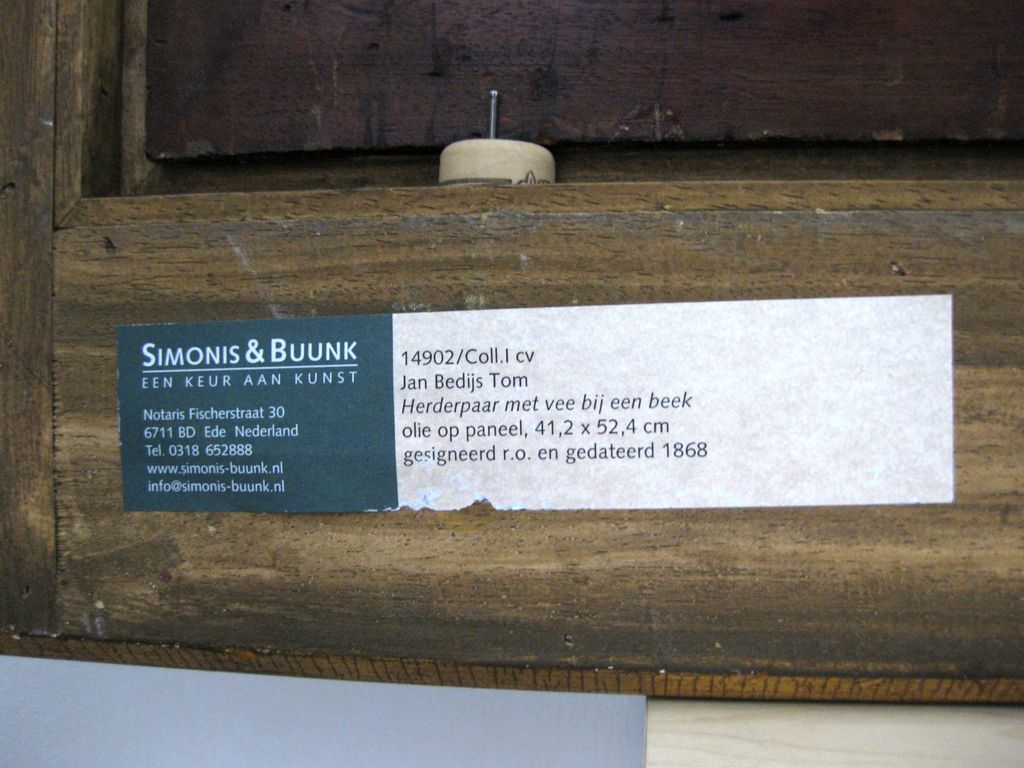 SIMONIS & BUUNK
EEN KEUR AAN KUNST
Notaris Fischerstraat 30
6711 BD Ede Nederland
Tel. 0318 652888
www.simonis-buunk.nl
info@simonis-buunk.nl
14902/Coll.I cv
Jan Bedijs Tom
Herderpaar met vee bij een beek
olie op paneel, 41,2 x 52,4 cm
gesigneerd r.o. en gedateerd 1868